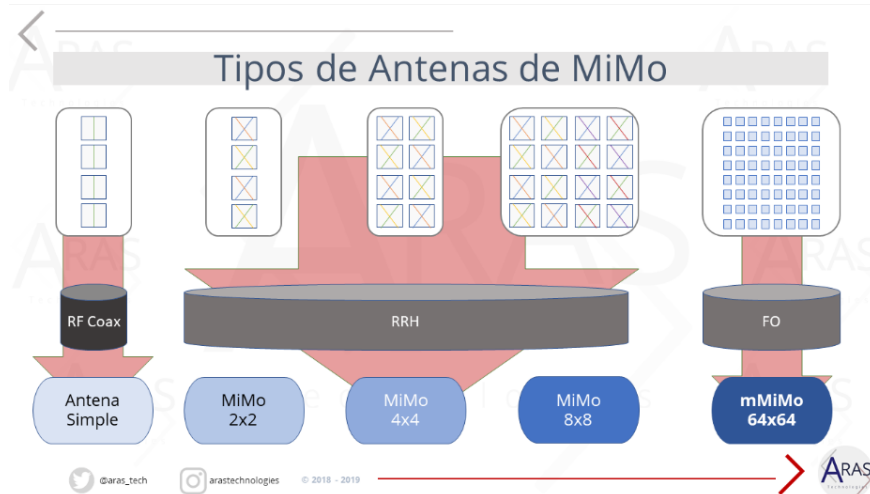 Tipos de Antenas de MiMo
RF Coax
RRH
FO
Antena
Simple
MiMo
2x2
MiMo
4x4
MiMo
8x8
mMiMo
64x64
@aras_tech
arastechnologies
© 2018 - 2019
ARAS
Technologies